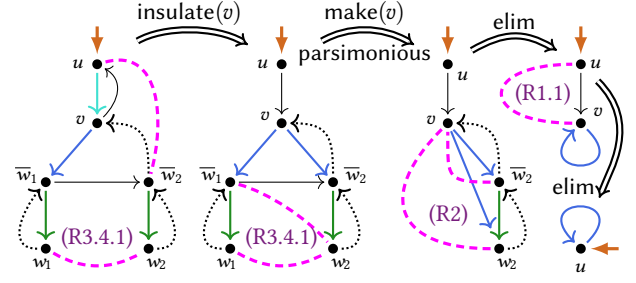 insulate(v)
make(v)
parsimonious
elim
u
u
u
u
v
v
v
v
(R1.1)
w̅₁
w̅₂
w̅₁
w̅₂
w̅₂
elim
(R3.4.1)
(R3.4.1)
(R2)
w₁
w₂
w₁
w₂
w₂
u